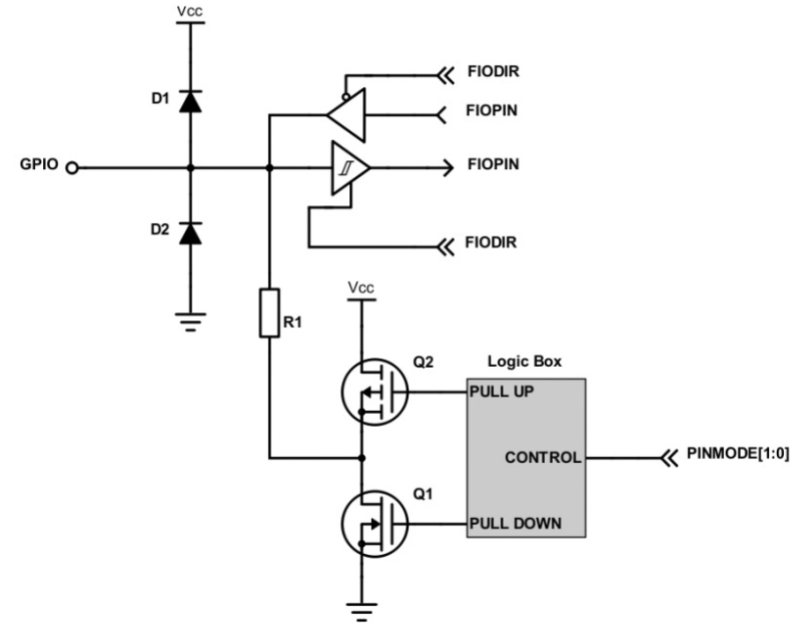 Vcc
D1
FIODIR
FIOPIN
GPIO
FIOPIN
D2
FIODIR
Vcc
R1
Q2
Logic Box
PULL UP
CONTROL
PINMODE[1:0]
Q1
PULL DOWN